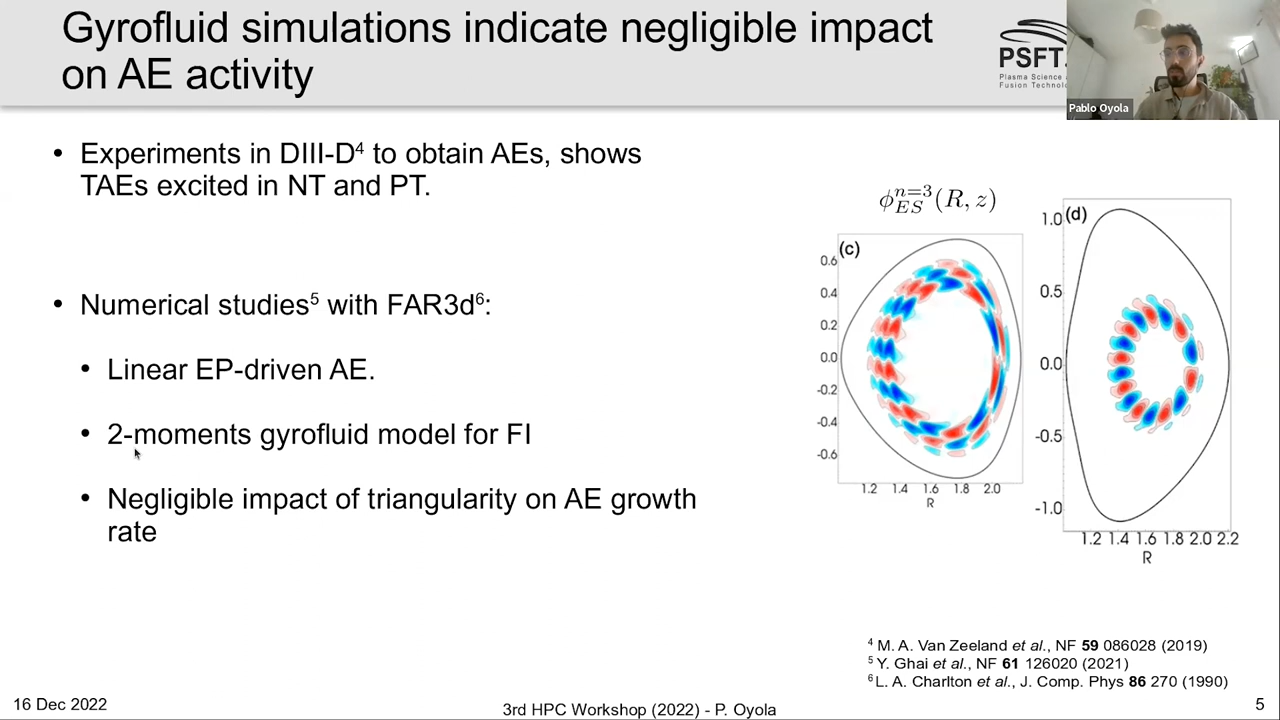 Gyrofluid simulations indicate negligible impact
on AE activity
PSFT
Plasma Science
Fusion Technolo
Pablo Oyola
• Experiments in DIII-D⁴ to obtain AEs, shows
TAEs excited in NT and PT.
• Numerical studies⁵ with FAR3d⁶:
• Linear EP-driven AE.
• 2-moments gyrofluid model for FI
• Negligible impact of triangularity on AE growth
rate
ϕ_{ES}^{n=3}(R, z)
(c)
0.6
0.4
0.2
0.0
-0.2
-0.4
-0.6
1.2 1.4 1.6 1.8 2.0
R
(d)
1.0
0.5
0.0
-0.5
-1.0
1.2 1.4 1.6 1.8 2.0 2.2
R
⁴ M. A. Van Zeeland et al., NF 59 086028 (2019)
⁵ Y. Ghai et al., NF 61 126020 (2021)
⁶ L. A. Charlton et al., J. Comp. Phys 86 270 (1990)
16 Dec 2022
3rd HPC Workshop (2022) - P. Oyola
5